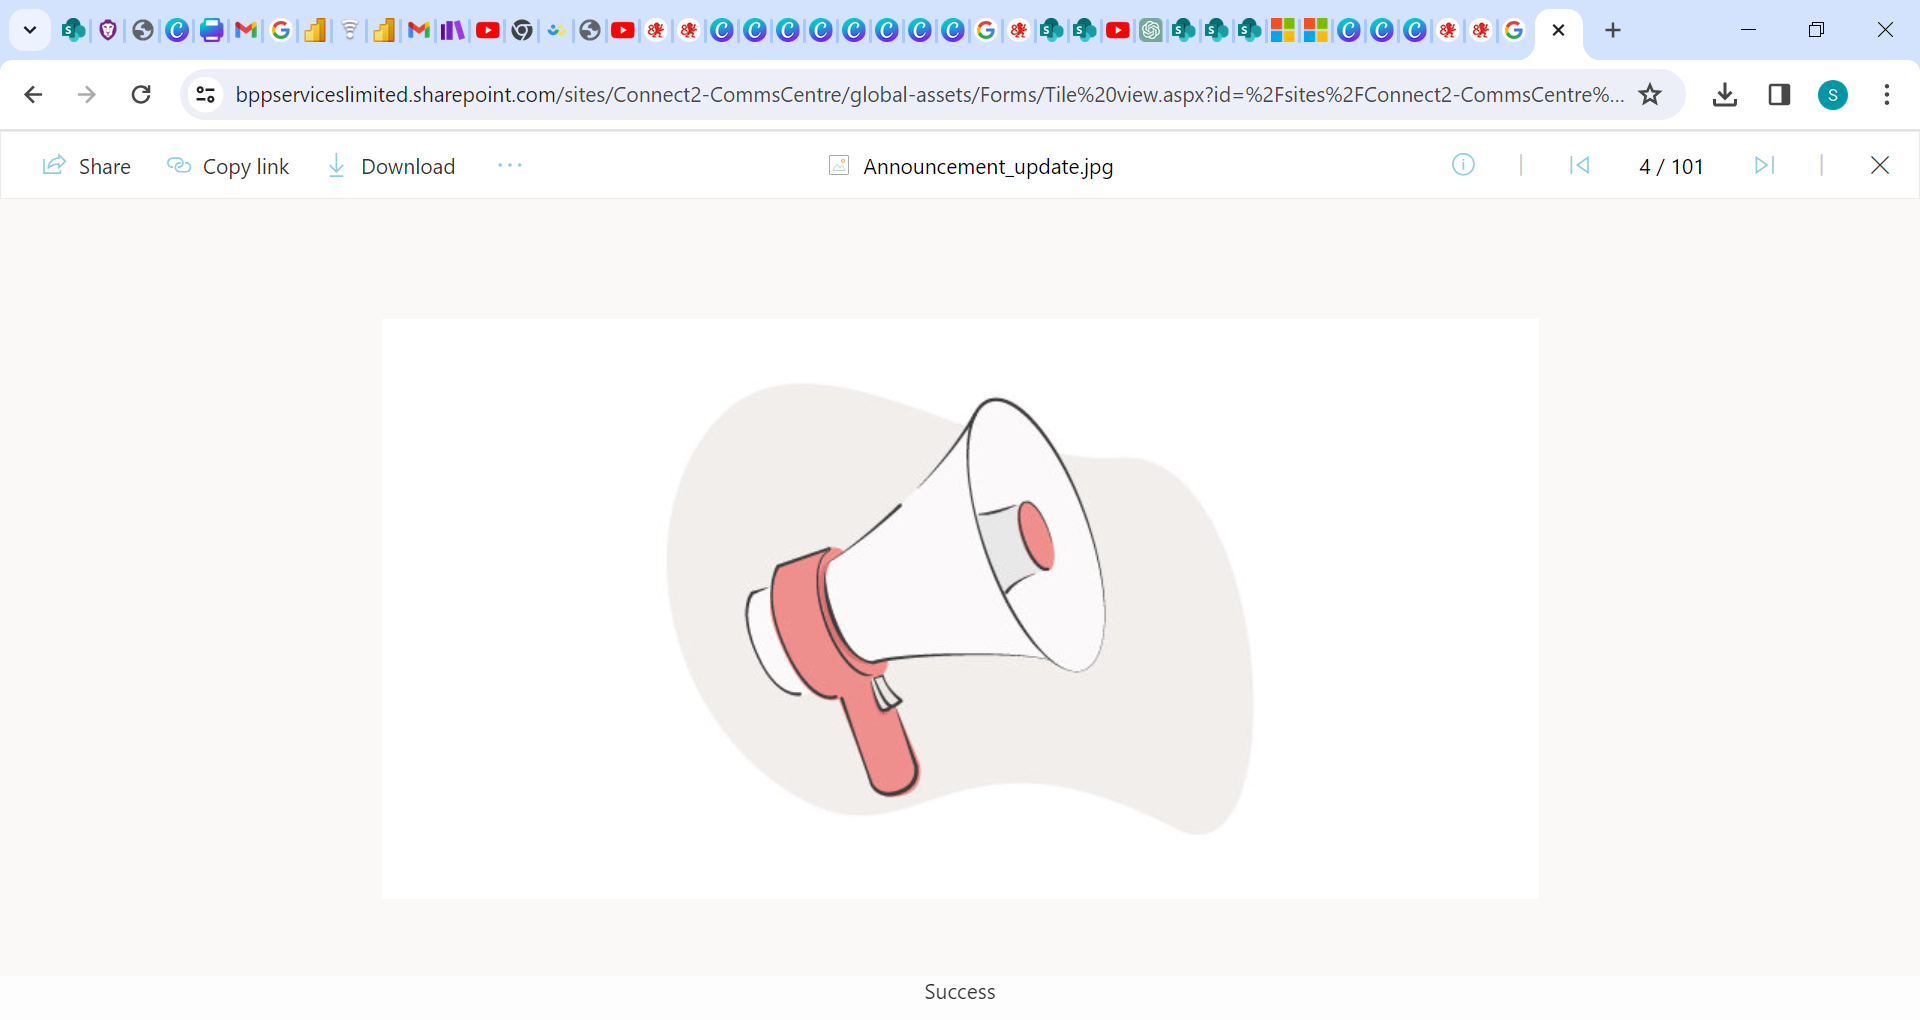 bppserviceslimited.sharepoint.com/sites/Connect2-CommsCentre/global-assets/Forms/Tile%20view.aspx?id=%2Fsites%2FConnect2-CommsCentre%...
S
Share Copy link Download ... Announcement_update.jpg 4 / 101
Success